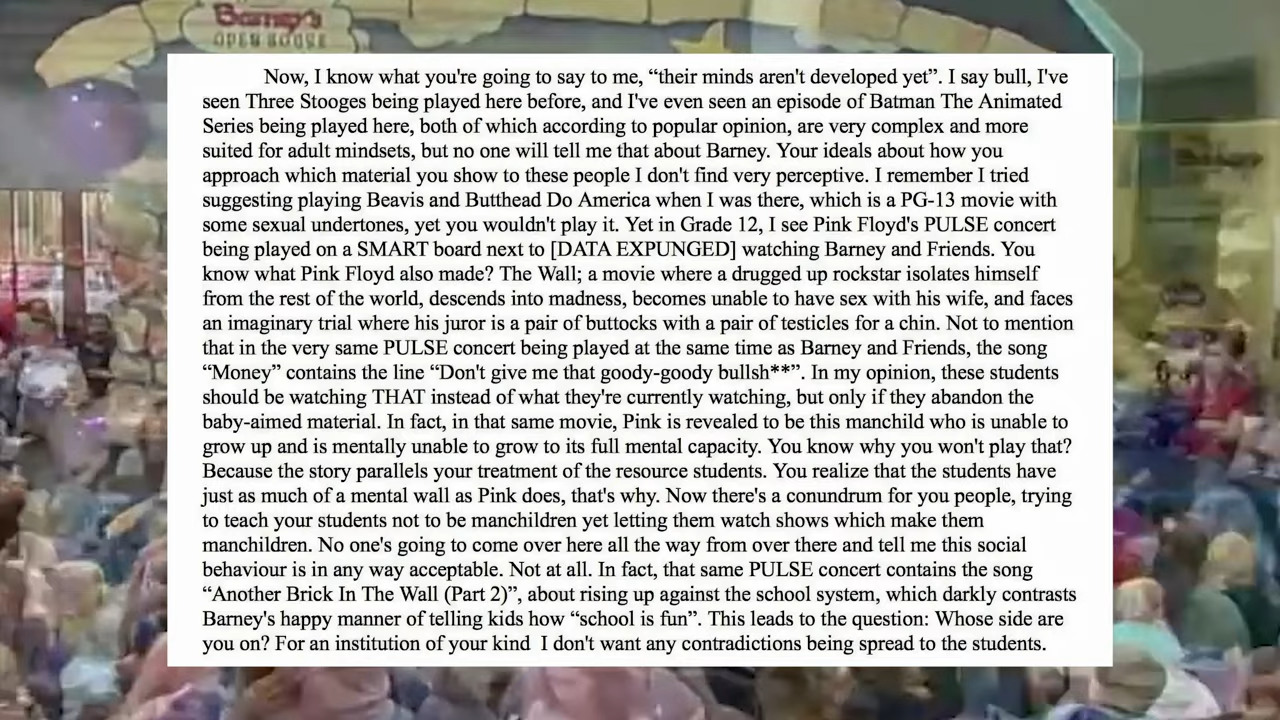 Barney's
OPEN HOUSE
Now, I know what you're going to say to me, “their minds aren't developed yet”. I say bull, I've
seen Three Stooges being played here before, and I've even seen an episode of Batman The Animated
Series being played here, both of which according to popular opinion, are very complex and more
suited for adult mindsets, but no one will tell me that about Barney. Your ideals about how you
approach which material you show to these people I don't find very perceptive. I remember I tried
suggesting playing Beavis and Butthead Do America when I was there, which is a PG-13 movie with
some sexual undertones, yet you wouldn't play it. Yet in Grade 12, I see Pink Floyd's PULSE concert
being played on a SMART board next to [DATA EXPUNGED] watching Barney and Friends. You
know what Pink Floyd also made? The Wall; a movie where a drugged up rockstar isolates himself
from the rest of the world, descends into madness, becomes unable to have sex with his wife, and faces
an imaginary trial where his juror is a pair of buttocks with a pair of testicles for a chin. Not to mention
that in the very same PULSE concert being played at the same time as Barney and Friends, the song
“Money” contains the line “Don't give me that goody-goody bullsh**”. In my opinion, these students
should be watching THAT instead of what they're currently watching, but only if they abandon the
baby-aimed material. In fact, in that same movie, Pink is revealed to be this manchild who is unable to
grow up and is mentally unable to grow to its full mental capacity. You know why you won't play that?
Because the story parallels your treatment of the resource students. You realize that the students have
just as much of a mental wall as Pink does, that's why. Now there's a conundrum for you people, trying
to teach your students not to be manchildren yet letting them watch shows which make them
manchildren. No one's going to come over here all the way from over there and tell me this social
behaviour is in any way acceptable. Not at all. In fact, that same PULSE concert contains the song
“Another Brick In The Wall (Part 2)”, about rising up against the school system, which darkly contrasts
Barney's happy manner of telling kids how “school is fun”. This leads to the question: Whose side are
you on? For an institution of your kind  I don't want any contradictions being spread to the students.